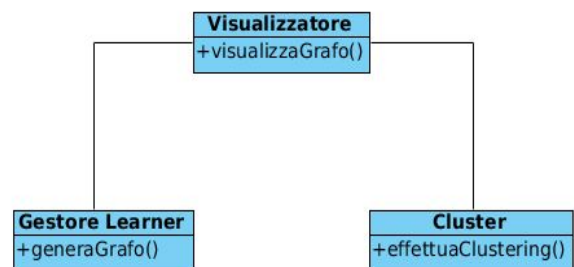 Visualizzatore
+visualizzaGrafo()
Gestore Learner
+generaGrafo()
Cluster
+effettuaClustering()